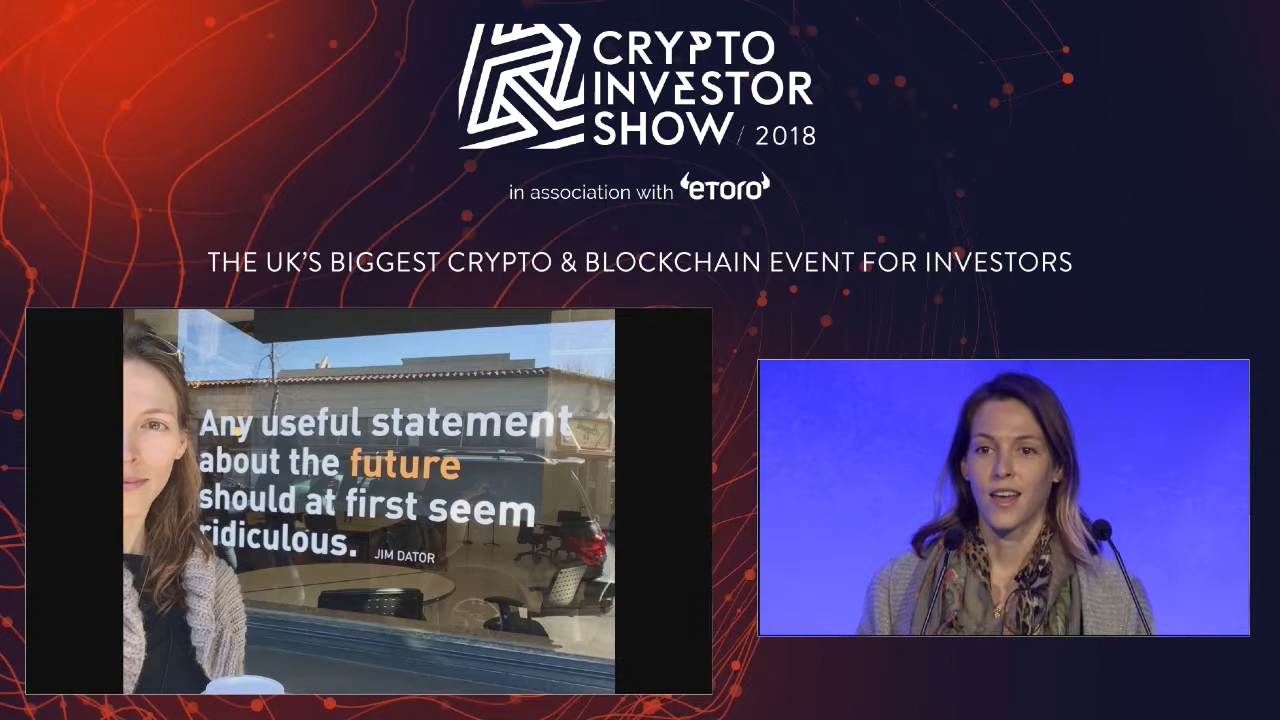 CRYPTO
INVESTOR
SHOW / 2018
in association with eToro
THE UK'S BIGGEST CRYPTO & BLOCKCHAIN EVENT FOR INVESTORS
Any useful statement
about the future
should at first seem
ridiculous. JIM DATOR